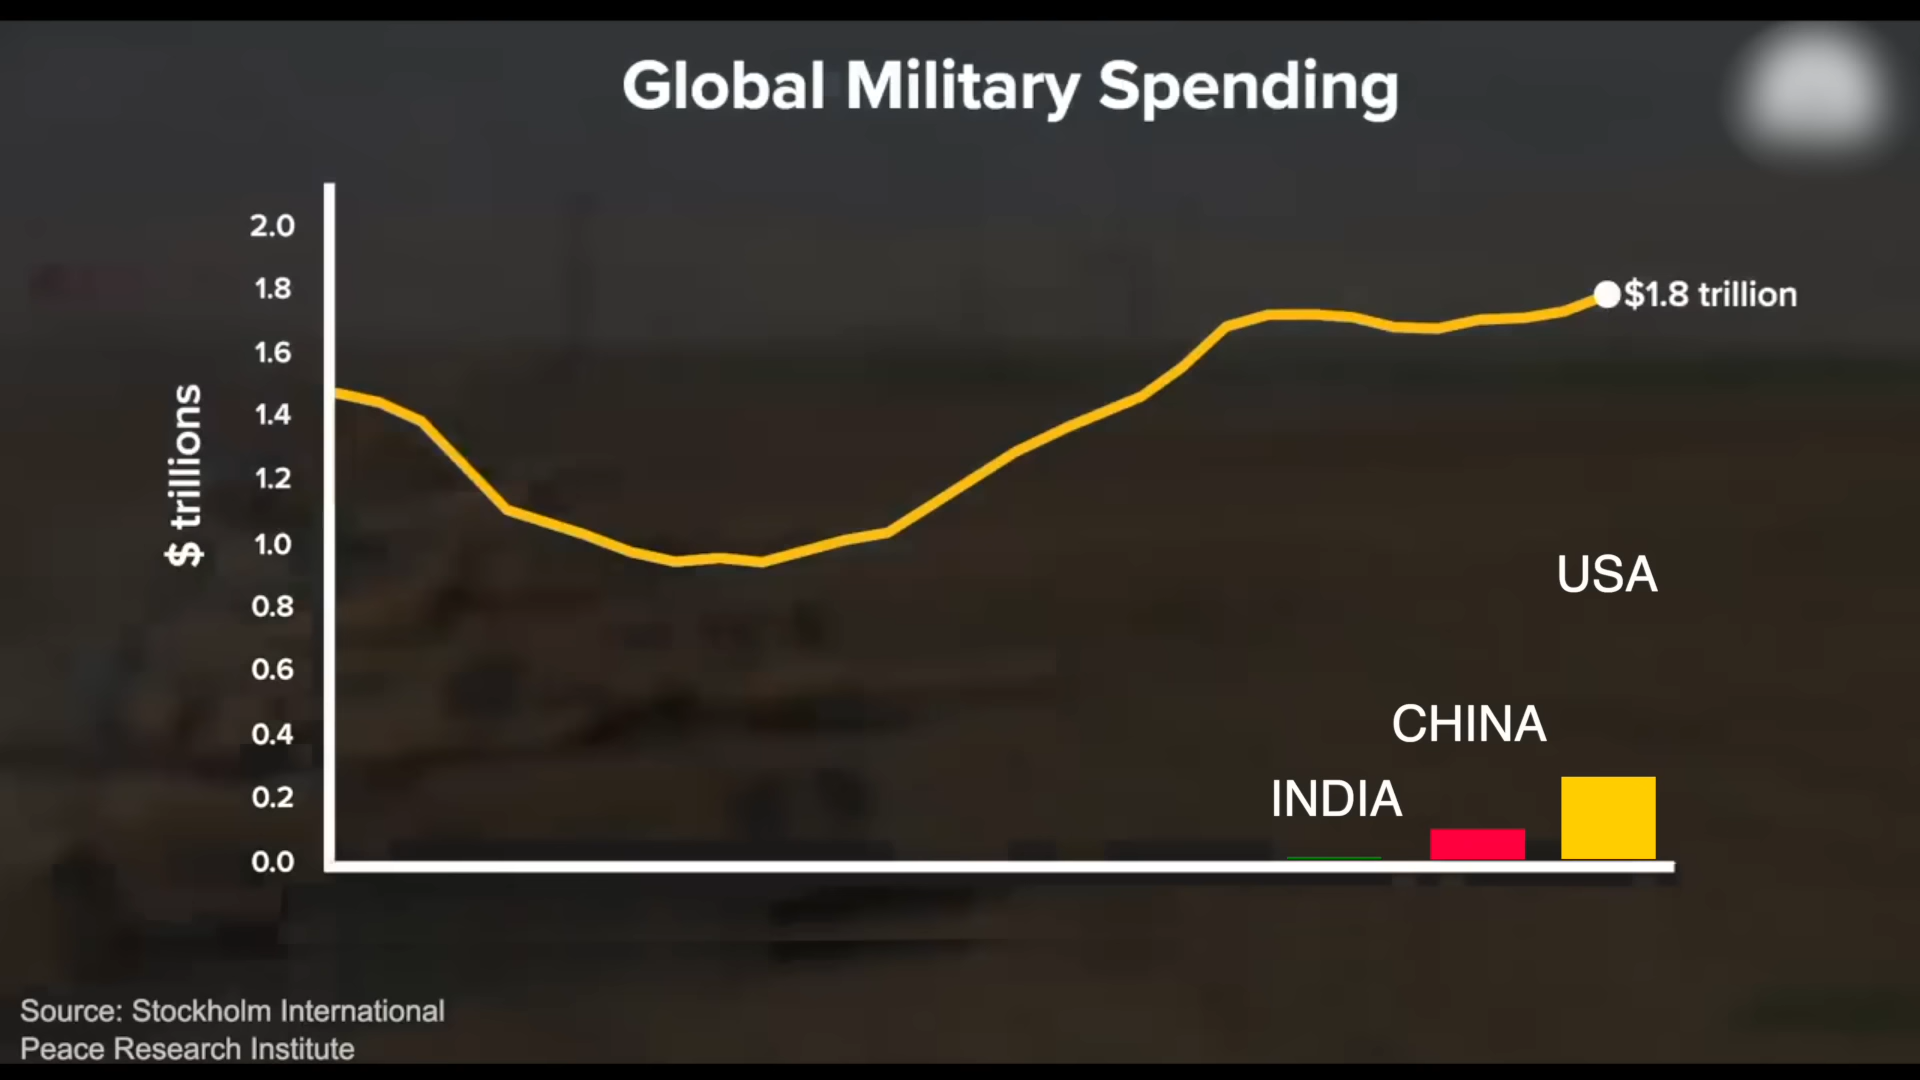 Global Military Spending
2.0
1.8
$1.8 trillion
1.6
1.4
1.2
1.0
0.8
0.6
0.4
0.2
0.0
$ trillions
USA
CHINA
INDIA
Source: Stockholm International
Peace Research Institute